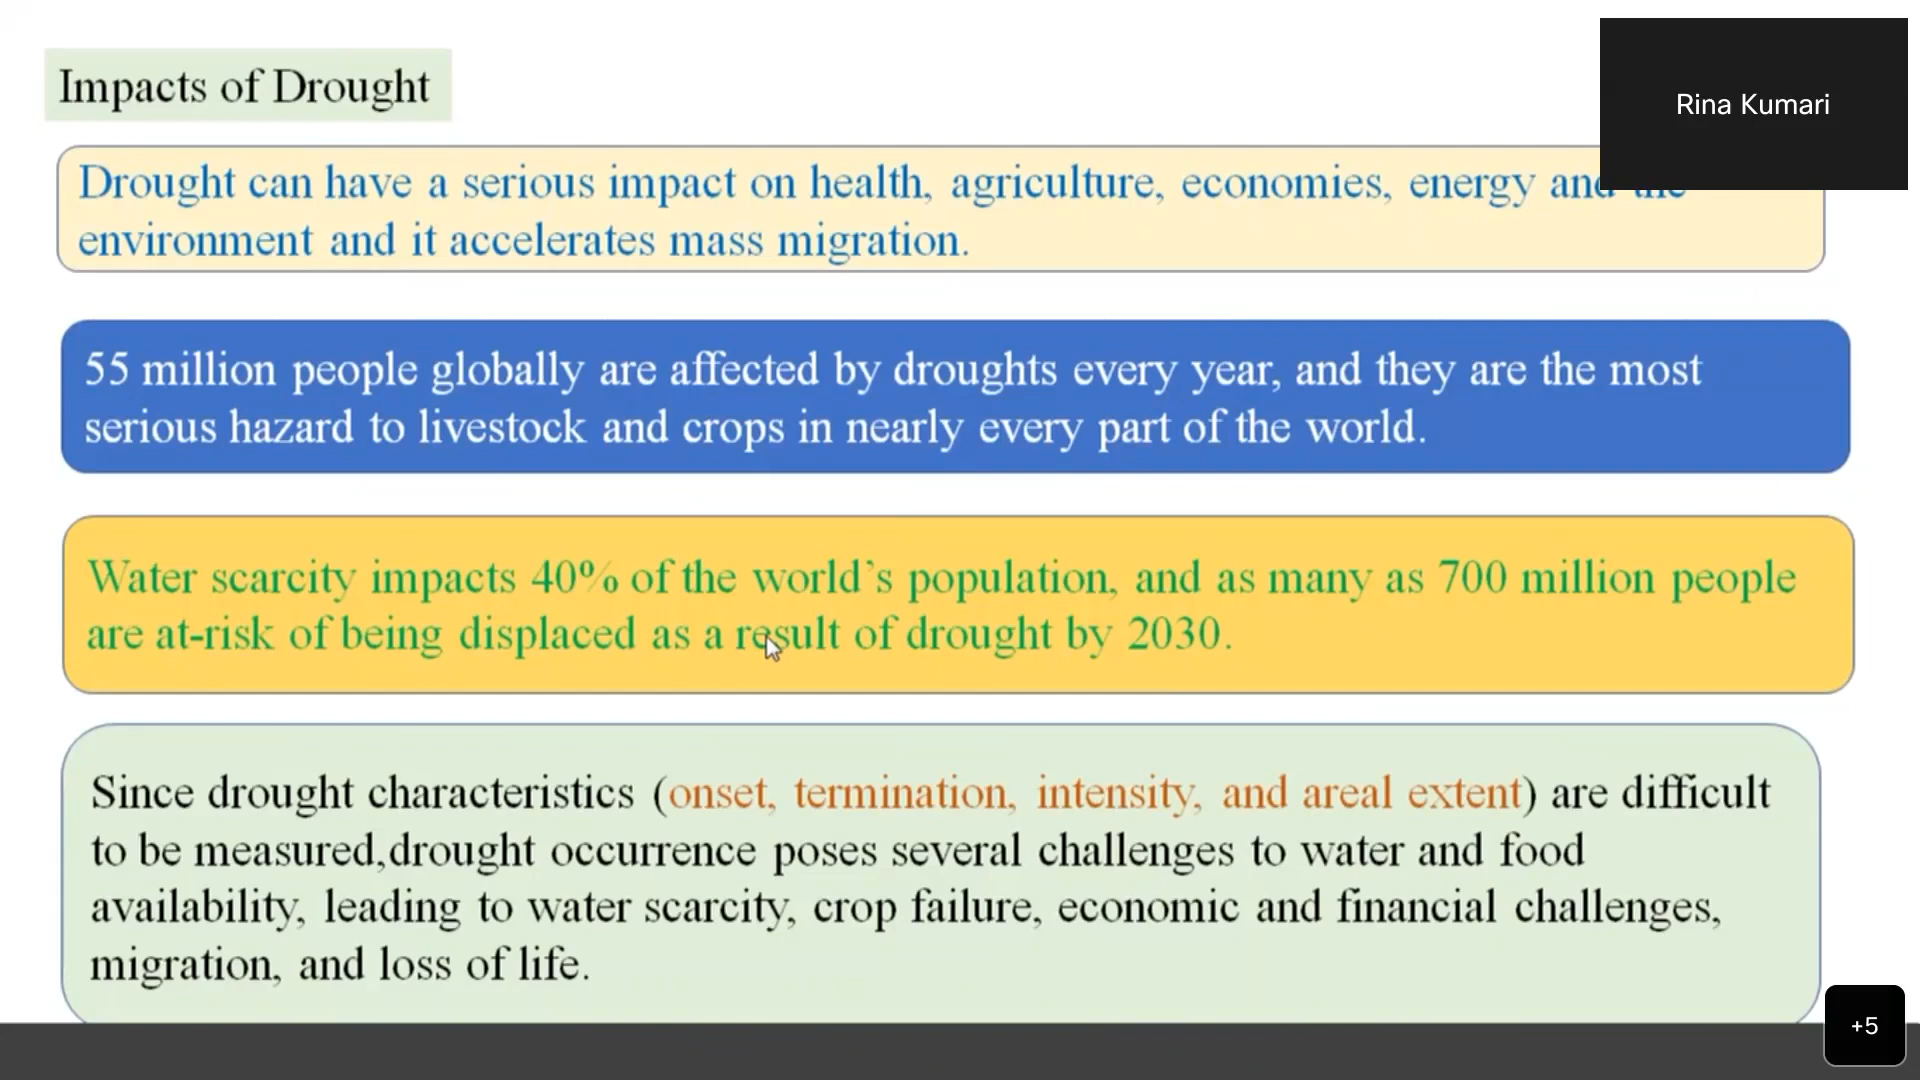 Impacts of Drought
Rina Kumari
Drought can have a serious impact on health, agriculture, economies, energy and the
environment and it accelerates mass migration.
55 million people globally are affected by droughts every year, and they are the most
serious hazard to livestock and crops in nearly every part of the world.
Water scarcity impacts 40% of the world’s population, and as many as 700 million people
are at-risk of being displaced as a result of drought by 2030.
Since drought characteristics (onset, termination, intensity, and areal extent) are difficult
to be measured,drought occurrence poses several challenges to water and food
availability, leading to water scarcity, crop failure, economic and financial challenges,
migration, and loss of life.
+5